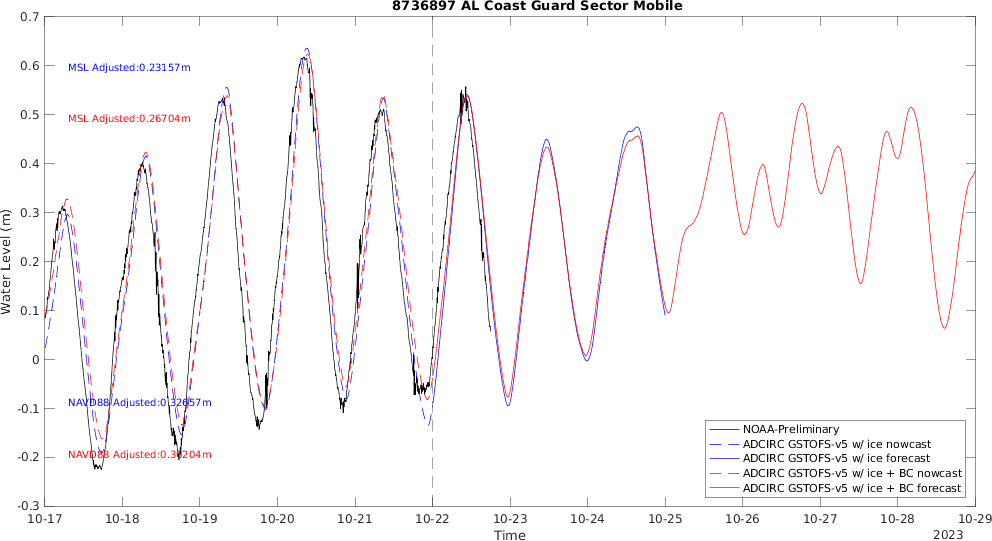 8736897 AL Coast Guard Sector Mobile
0.7
0.6
0.5
0.4
0.3
0.2
0.1
0
-0.1
-0.2
-0.3
Water Level (m)
MSL Adjusted:0.23157m
MSL Adjusted:0.26704m
NAVD88 Adjusted:0.32657m
NAVD88 Adjusted:
NOAA-Preliminary
ADCIRC GSTOFS-v5 w/ ice nowcast
ADCIRC GSTOFS-v5 w/ ice forecast
ADCIRC GSTOFS-v5 w/ ice + BC nowcast
ADCIRC GSTOFS-v5 w/ ice + BC forecast
10-17 10-18 10-19 10-20 10-21 10-22 10-23 10-24 10-25 10-26 10-27 10-28 10-29
Time
2023